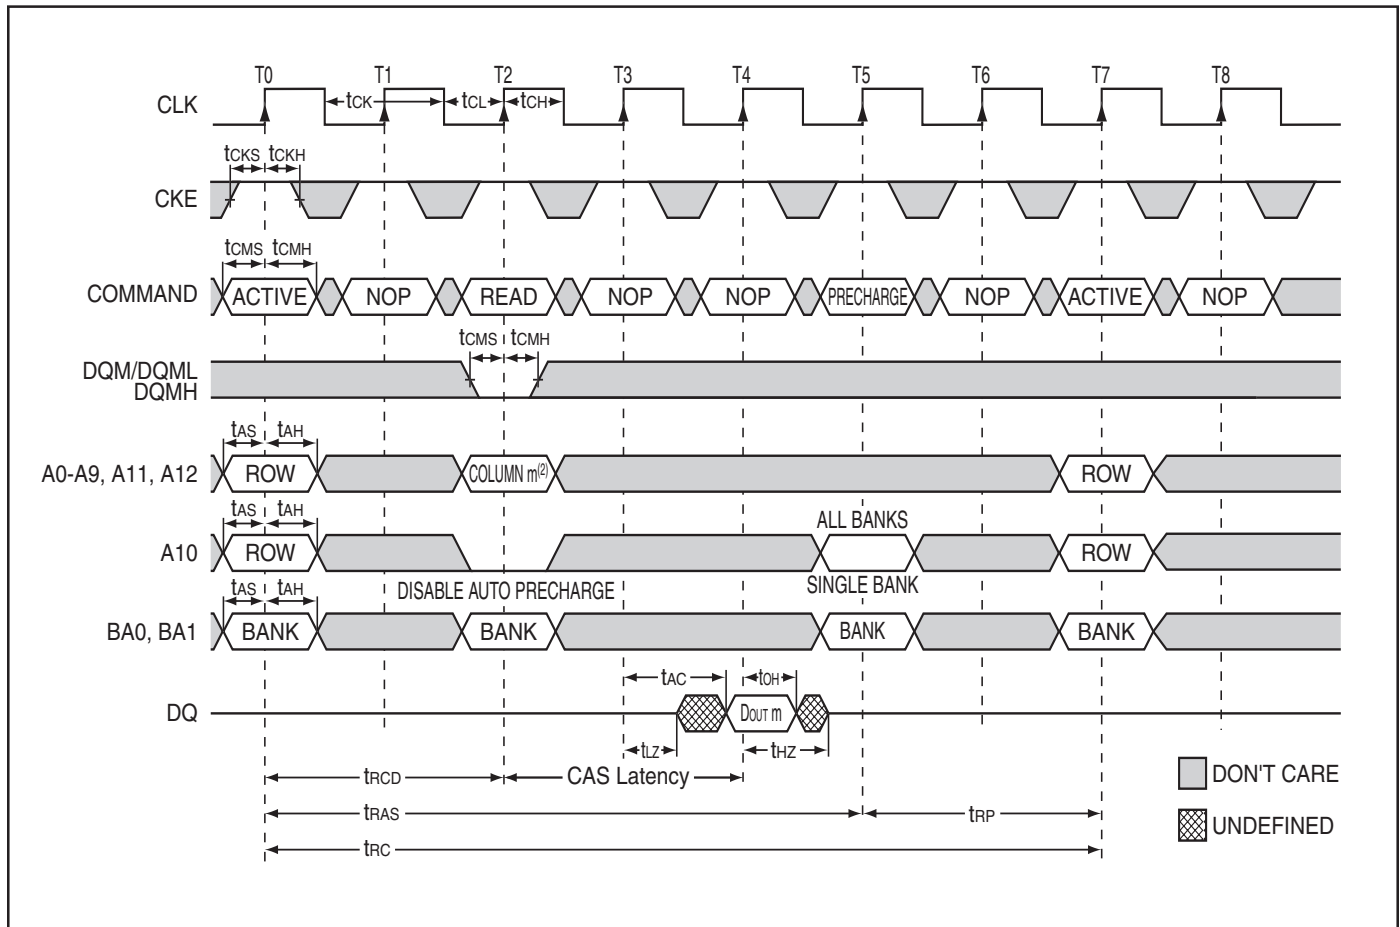 T0 T1 T2 T3 T4 T5 T6 T7 T8
CLK
tCK tCL tCH
tCKS tCKH
CKE
tCMS tCMH
COMMAND ACTIVE NOP READ NOP NOP PRECHARGE NOP ACTIVE NOP
tCMS tCMH
DQM/DQML
DQMH
tAS tAH
A0-A9, A11, A12 ROW COLUMN m(2) ROW
tAS tAH ALL BANKS
A10 ROW ROW
DISABLE AUTO PRECHARGE SINGLE BANK
tAS tAH
BA0, BA1 BANK BANK BANK BANK
tAC tOH
DQ DOUT m
tLZ tHZ
tRCD CAS Latency
DON'T CARE
tRAS tRP
UNDEFINED
tRC